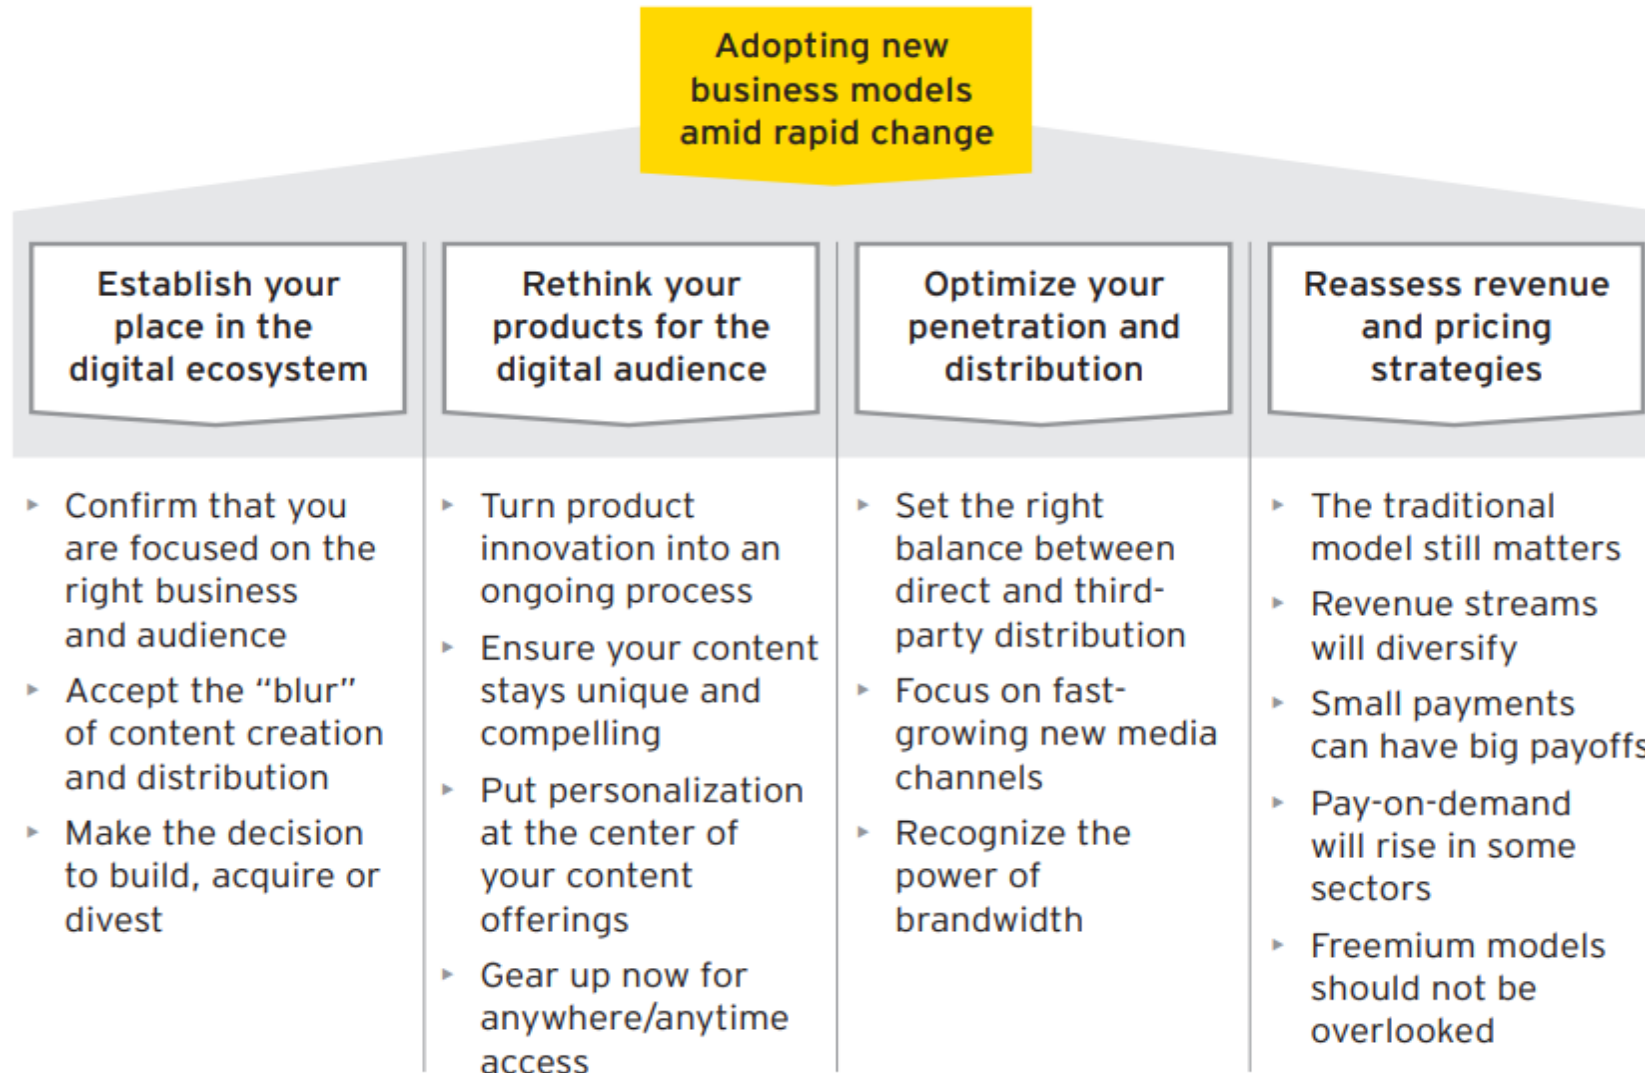 Adopting new
business models
amid rapid change
Establish your
place in the
digital ecosystem
Confirm that you
are focused on the
right business
and audience
Accept the “blur”
of content creation
and distribution
Make the decision
to build, acquire or
divest
Rethink your
products for the
digital audience
Turn product
innovation into an
ongoing process
Ensure your content
stays unique and
compelling
Put personalization
at the center of
your content
offerings
Gear up now for
anywhere/anytime
access
Optimize your
penetration and
distribution
Set the right
balance between
direct and third-
party distribution
Focus on fast-
growing new media
channels
Recognize the
power of
brandwidth
Reassess revenue
and pricing
strategies
The traditional
model still matters
Revenue streams
will diversify
Small payments
can have big payoffs
Pay-on-demand
will rise in some
sectors
Freemium models
should not be
overlooked